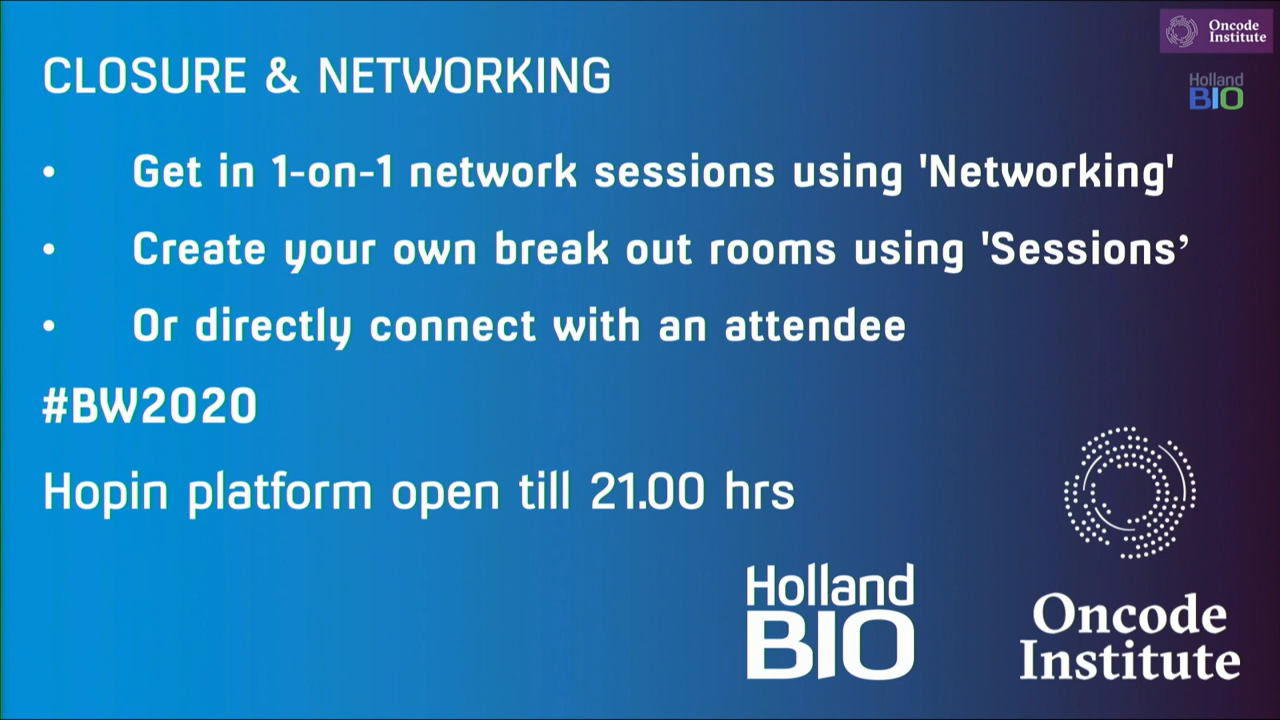 Oncode
Institute
CLOSURE & NETWORKING
Holland
BIO
• Get in 1-on-1 network sessions using 'Networking'
• Create your own break out rooms using 'Sessions’
• Or directly connect with an attendee
#BW2020
Hopin platform open till 21.00 hrs
Holland
BIO
Oncode
Institute